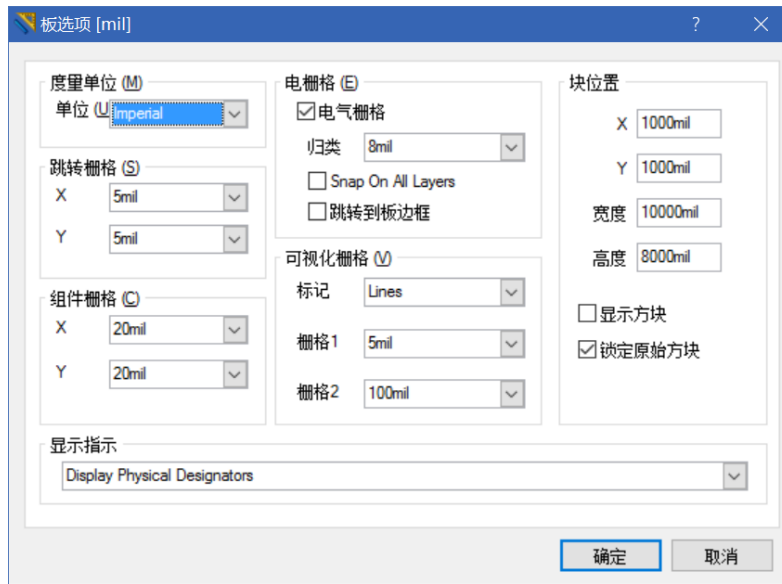 板选项 [mil]
度量单位 (M)
单位 (U
Imperial
跳转栅格 (S)
X
5mil
Y
5mil
组件栅格 (C)
X
20mil
Y
20mil
电栅格 (E)
电气栅格
归类
8mil
Snap On All Layers
跳转到板边框
可视化栅格 (V)
标记
Lines
栅格1
5mil
栅格2
100mil
块位置
X
1000mil
Y
1000mil
宽度
10000mil
高度
8000mil
显示方块
锁定原始方块
显示指示
Display Physical Designators
确定
取消